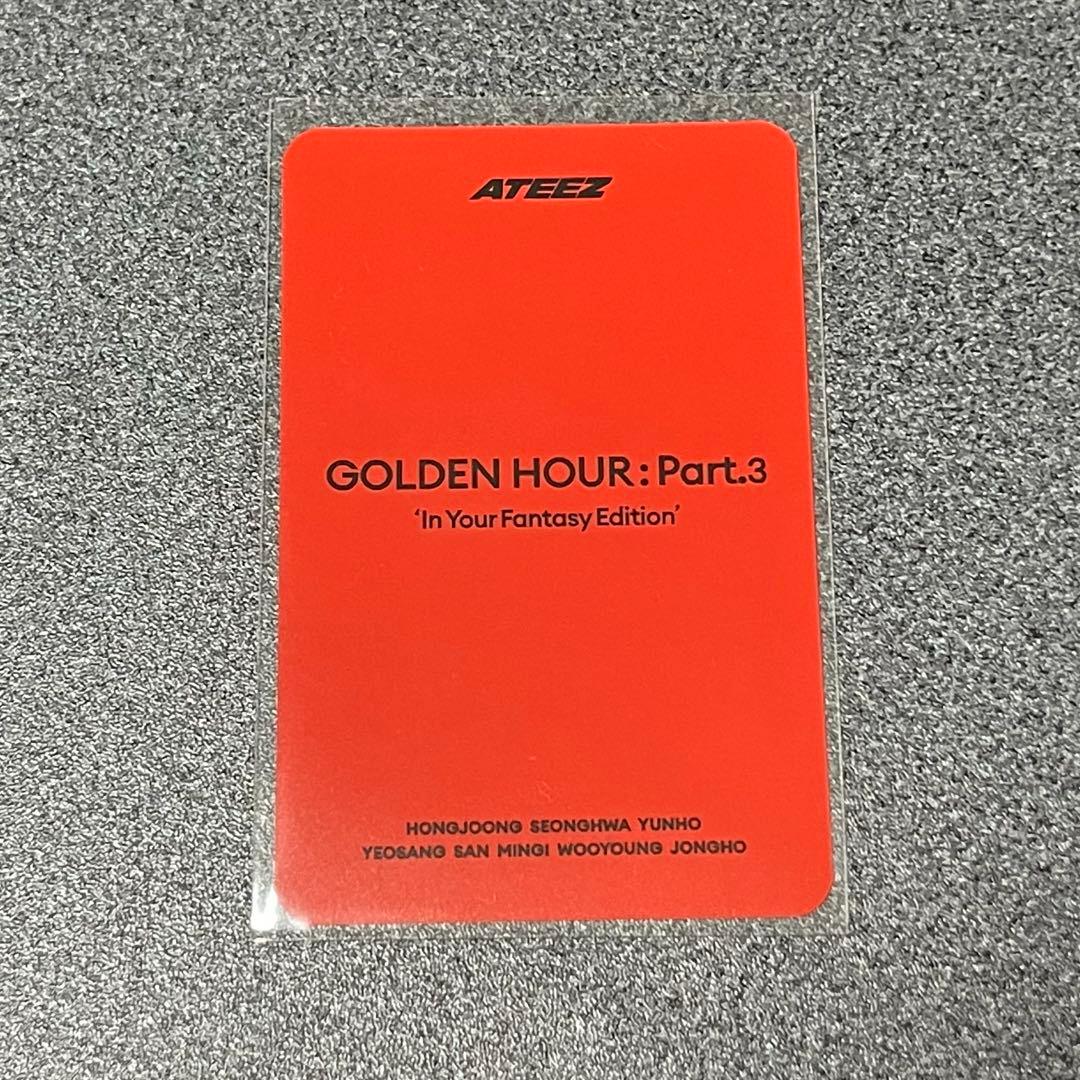 ATEEZ
GOLDEN HOUR : Part.3
‘In Your Fantasy Edition’
HONGJOONG SEONGHWA YUNHO
YEOSANG SAN MINGI WOOYOUNG JONGHO